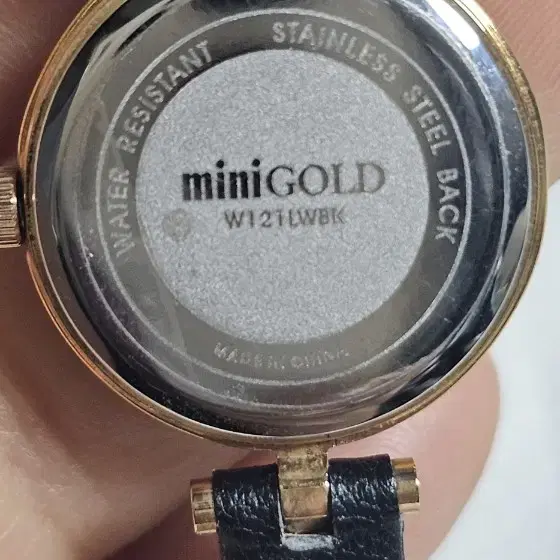 WATER RESISTANT
STAINLESS STEEL BACK
miniGOLD
W121LWBK
MADE IN CHINA